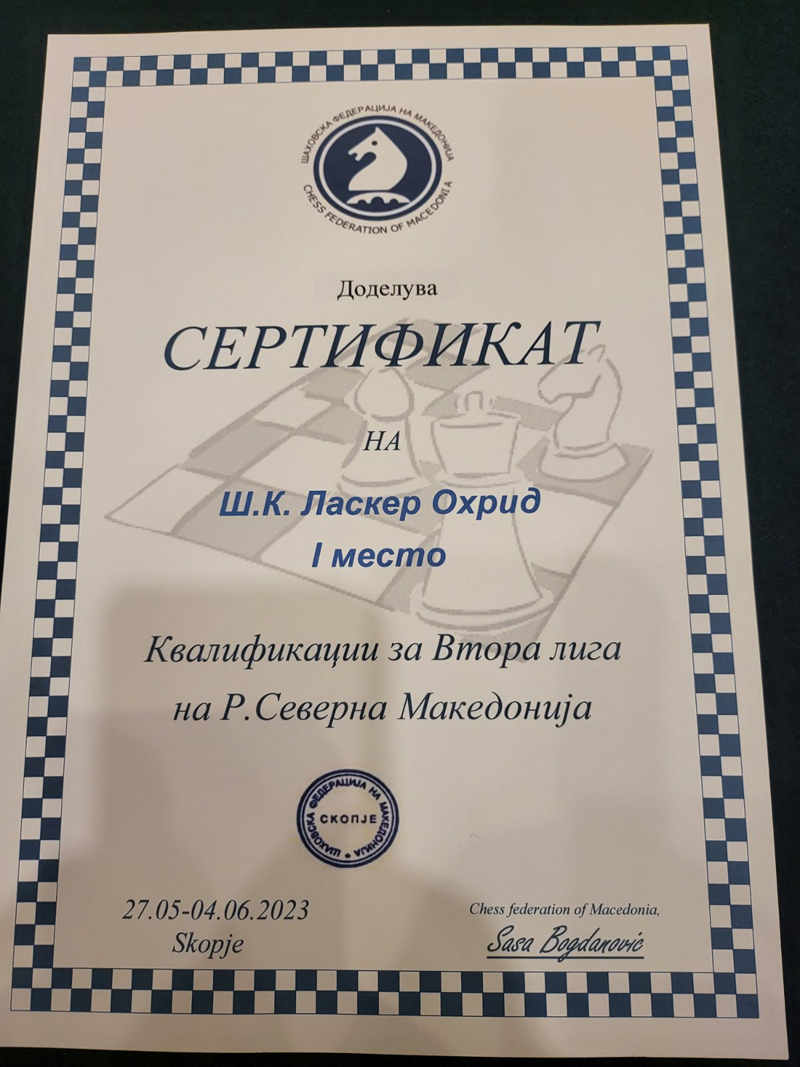 ШАХОВСКА ФЕДЕРАЦИЈА НА МАКЕДОНИЈА
CHESS FEDERATION OF MACEDONIA
Доделува
СЕРТИФИКАТ
НА
Ш.К. Ласкер Охрид
I место
Квалификации за Втора лига
на Р.Северна Македонија
ШАХОВСКА ФЕДЕРАЦИЈА НА МАКЕДОНИЈА
СКОПЈЕ
27.05-04.06.2023
Skopje
Chess federation of Macedonia,
Sasa Bogdanovic